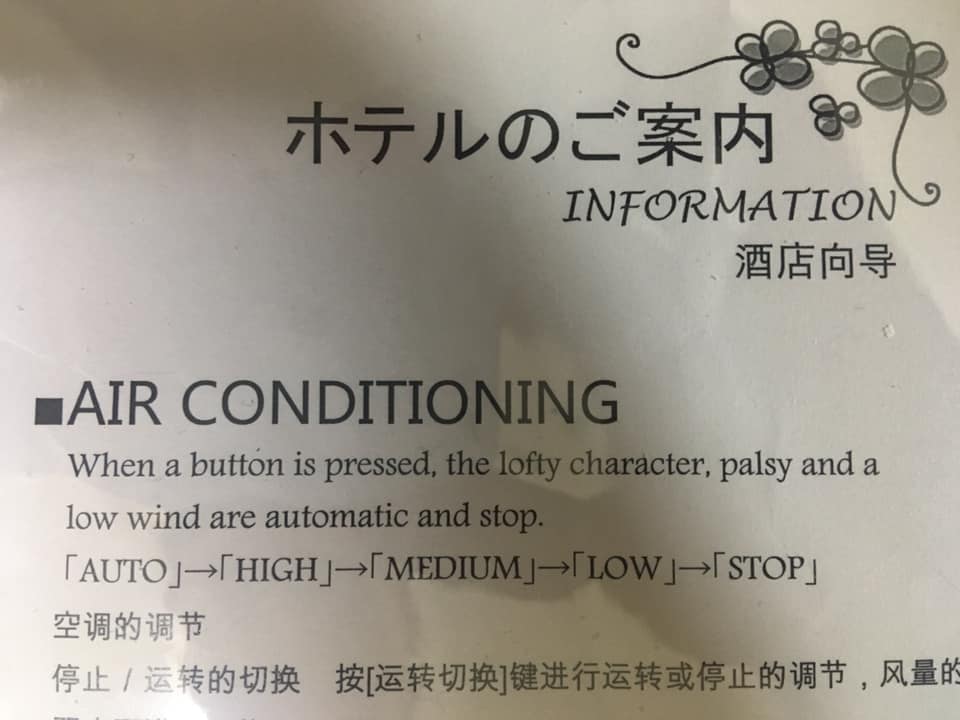 ホテルのご案内
INFORMATION
酒店向导
■AIR CONDITIONING
When a button is pressed, the lofty character, palsy and a
low wind are automatic and stop.
「AUTO」→「HIGH」→「MEDIUM」→「LOW」→「STOP」
空调的调节
停止 / 运转的切换　按[运转切换]键进行运转或停止的调节，风量的